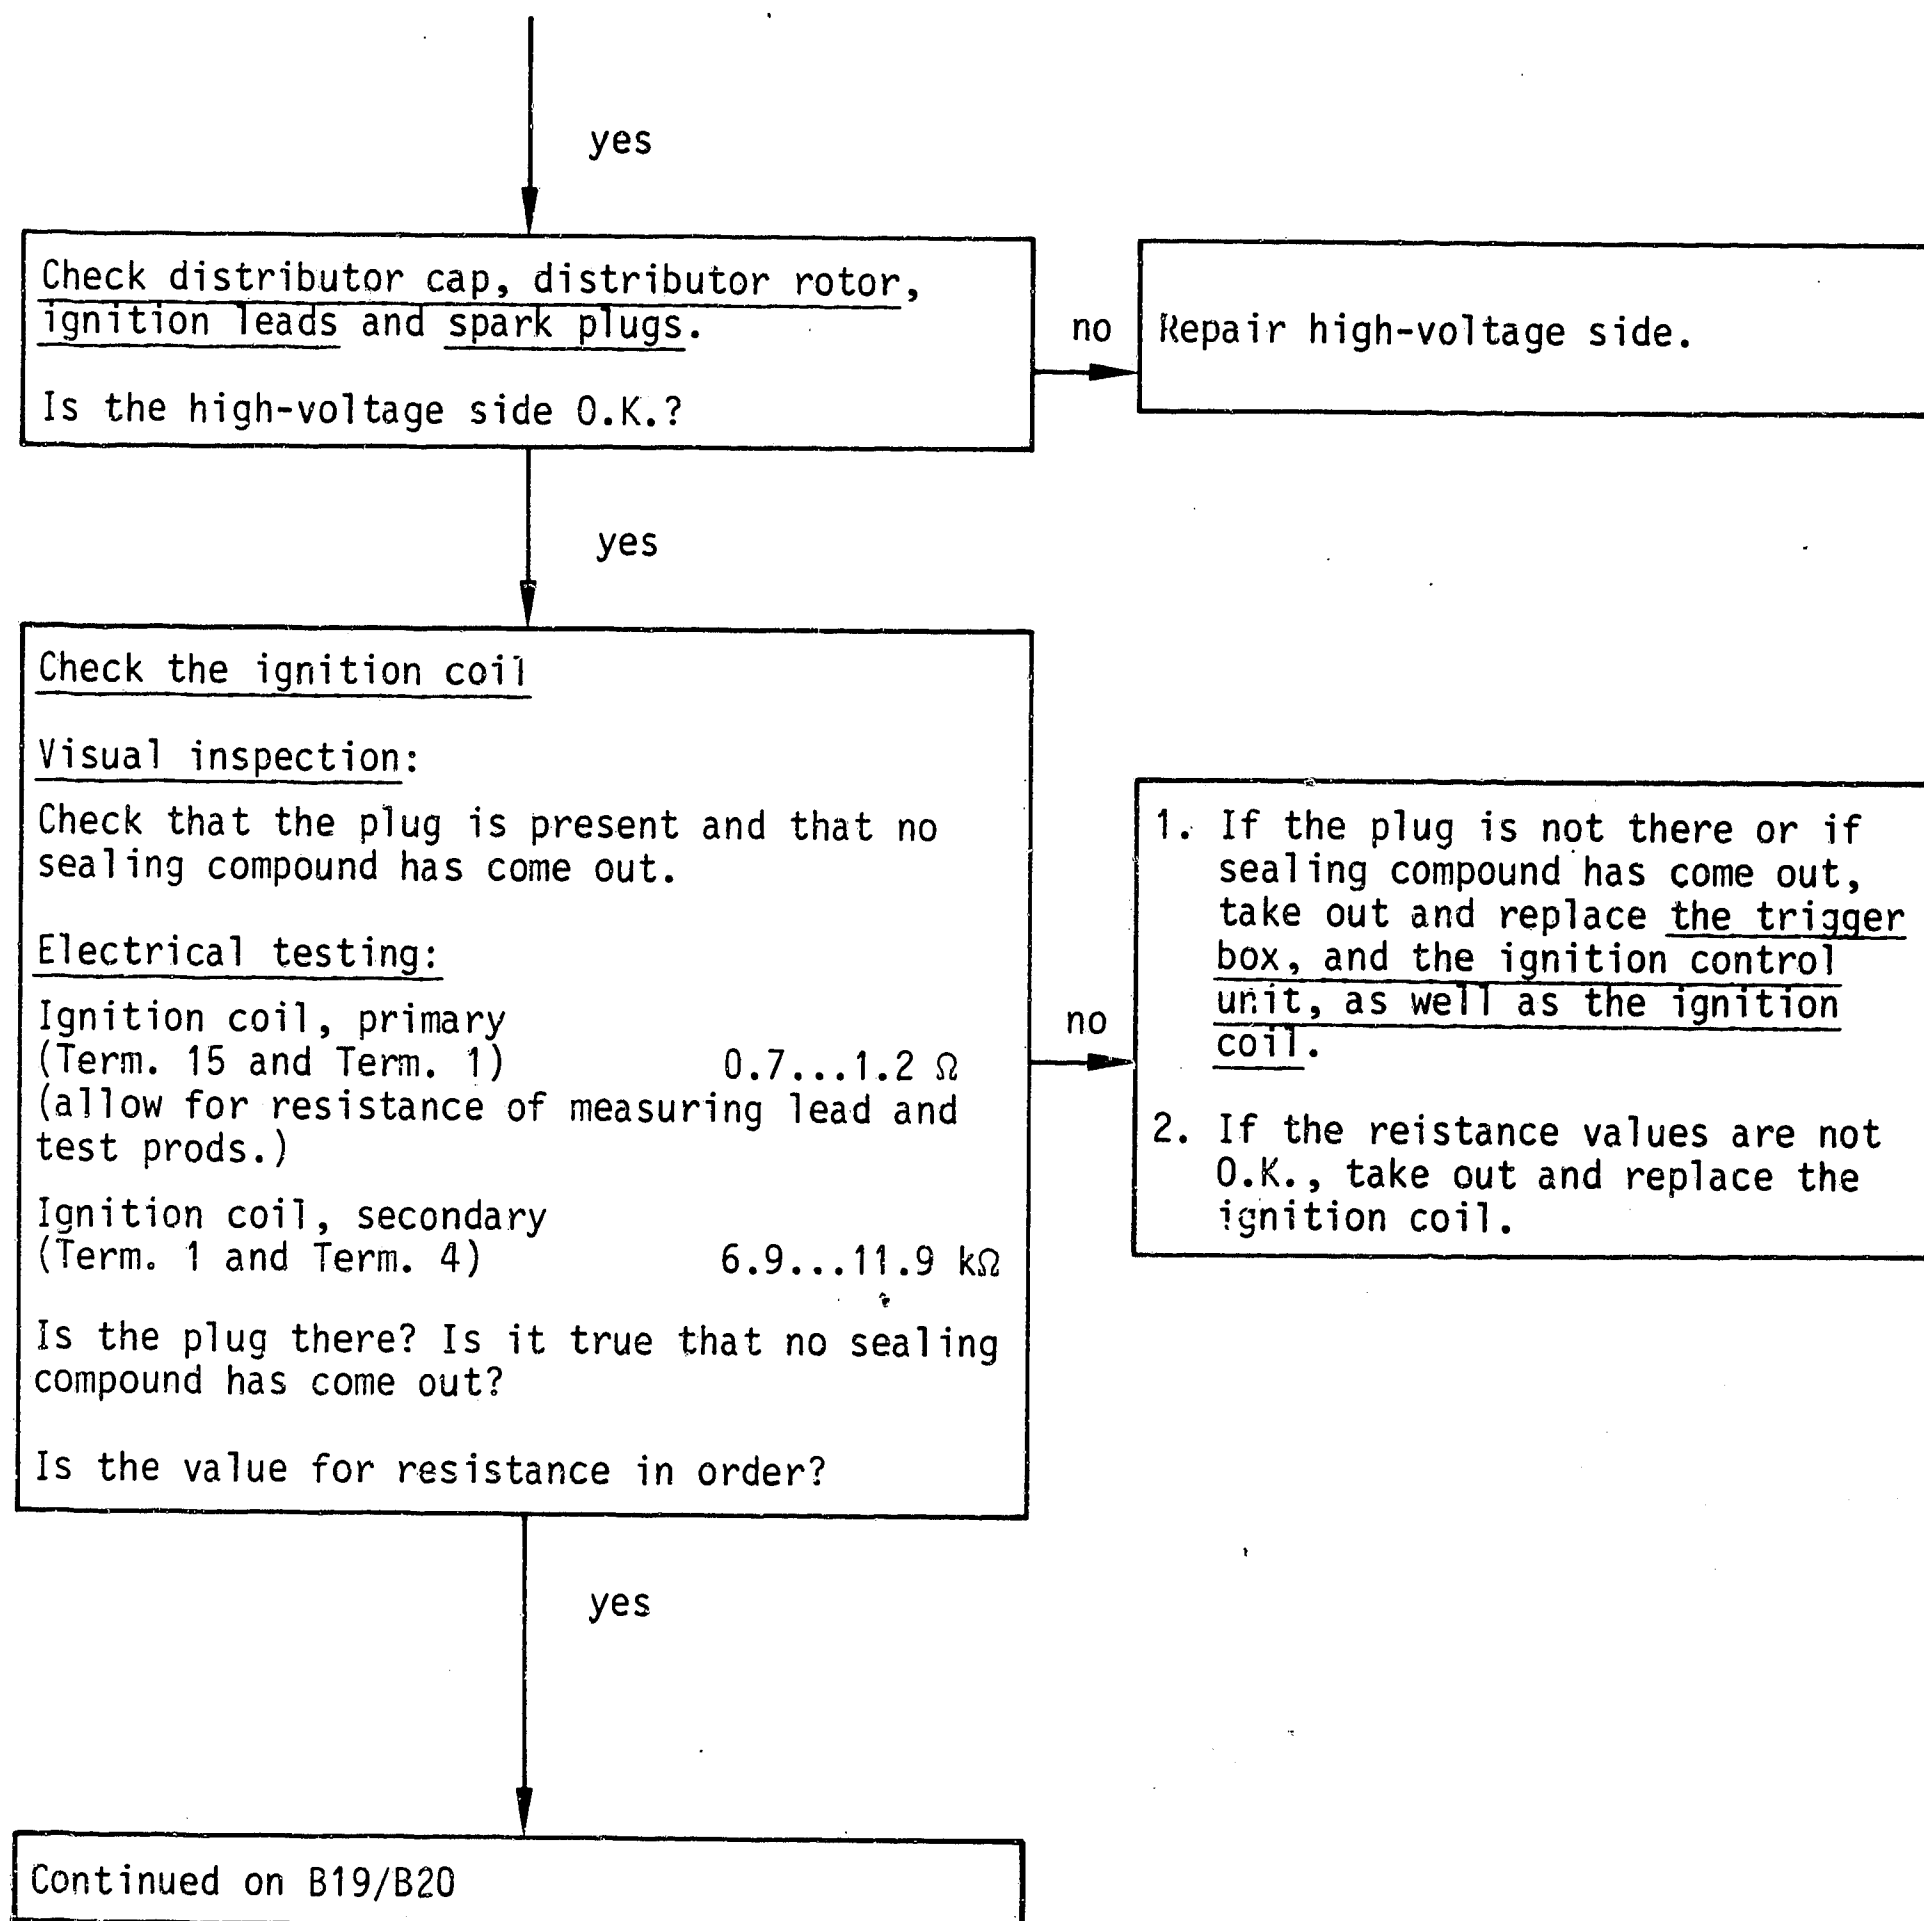 yes
Check distributor cap, distributor rotor,
ignition leads and spark plugs.
Is the high-voltage side O.K.?
no
Repair high-voltage side.
yes
Check the ignition coil
Visual inspection:
Check that the plug is present and that no
sealing compound has come out.
Electrical testing:
Ignition coil, primary
(Term. 15 and Term. 1) 0.7...1.2 Ω
(allow for resistance of measuring lead and
test prods.)
Ignition coil, secondary
(Term. 1 and Term. 4) 6.9...11.9 kΩ
Is the plug there? Is it true that no sealing
compound has come out?
Is the value for resistance in order?
no
1. If the plug is not there or if
sealing compound has come out,
take out and replace the trigger
box, and the ignition control
unit, as well as the ignition
coil.
2. If the reistance values are not
O.K., take out and replace the
ignition coil.
yes
Continued on B19/B20